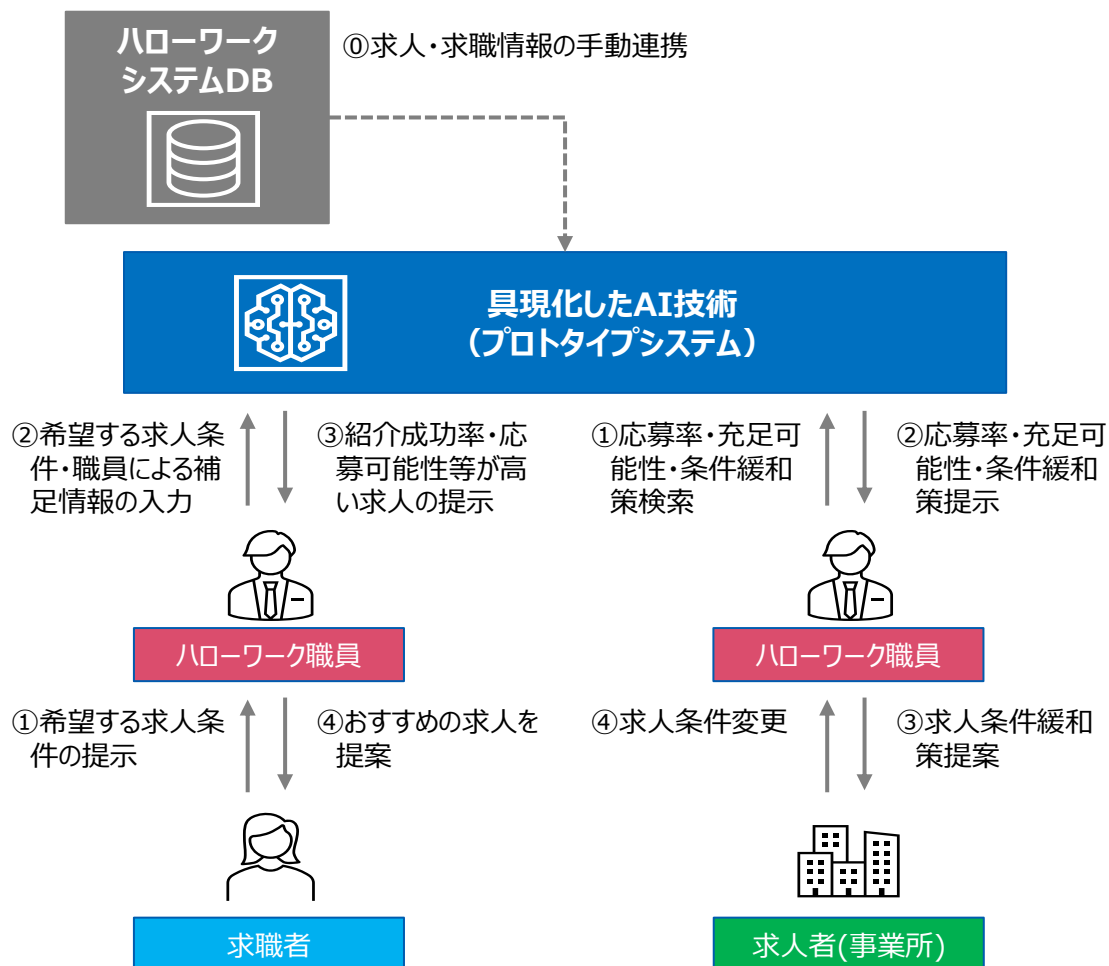 ハローワーク
システムDB
⓪求人・求職情報の手動連携
具現化したAI技術
（プロトタイプシステム）
②希望する求人条
件・職員による補
足情報の入力
③紹介成功率・応
募可能性等が高
い求人の提示
①応募率・充足可
能性・条件緩和
策検索
②応募率・充足可
能性・条件緩和
策提示
ハローワーク職員
ハローワーク職員
①希望する求人条
件の提示
④おすすめの求人を
提案
④求人条件変更
③求人条件緩和
策提案
求職者
求人者(事業所)